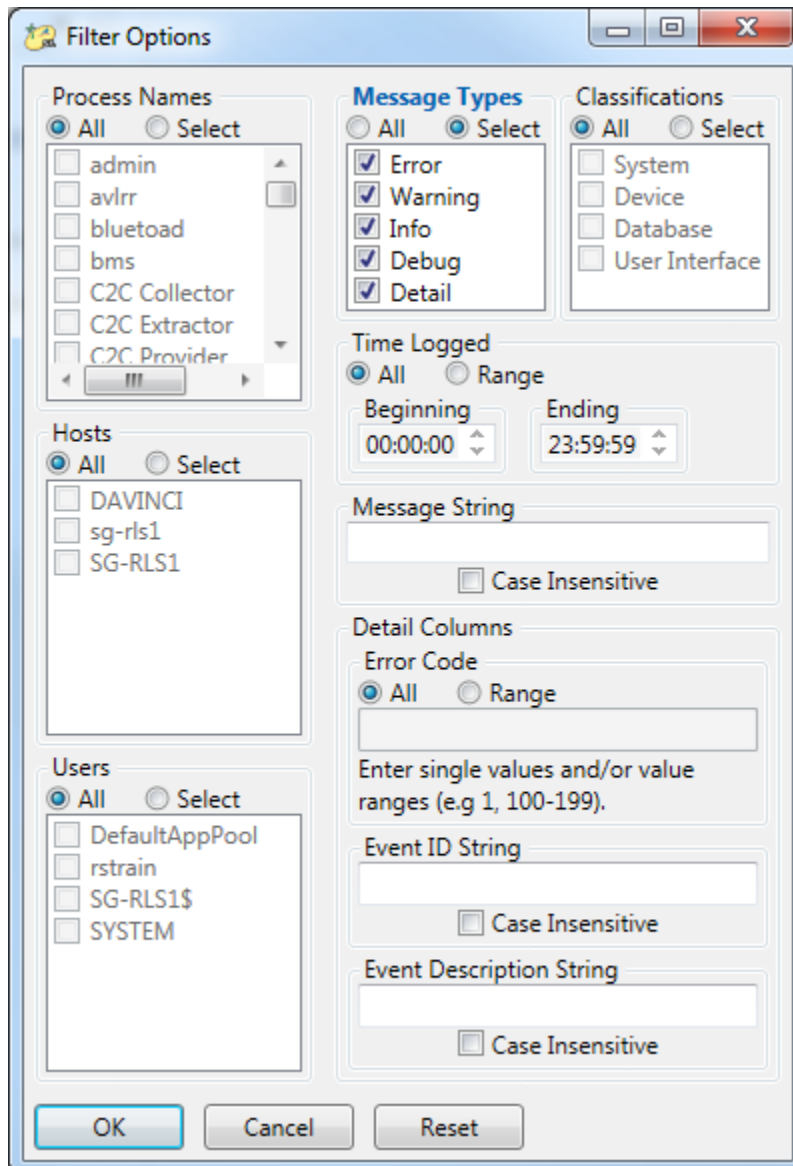 Filter Options
Process Names
All Select
admin
avlrr
bluetoad
bms
C2C Collector
C2C Extractor
C2C Provider
Hosts
All Select
DAVINCI
sg-rls1
SG-RLS1
Users
All Select
DefaultAppPool
rstrain
SG-RLS1$
SYSTEM
Message Types
All Select
Error
Warning
Info
Debug
Detail
Classifications
All Select
System
Device
Database
User Interface
Time Logged
All Range
Beginning Ending
00:00:00 23:59:59
Message String
Case Insensitive
Detail Columns
Error Code
All Range
Enter single values and/or value
ranges (e.g 1, 100-199).
Event ID String
Case Insensitive
Event Description String
Case Insensitive
OK Cancel Reset